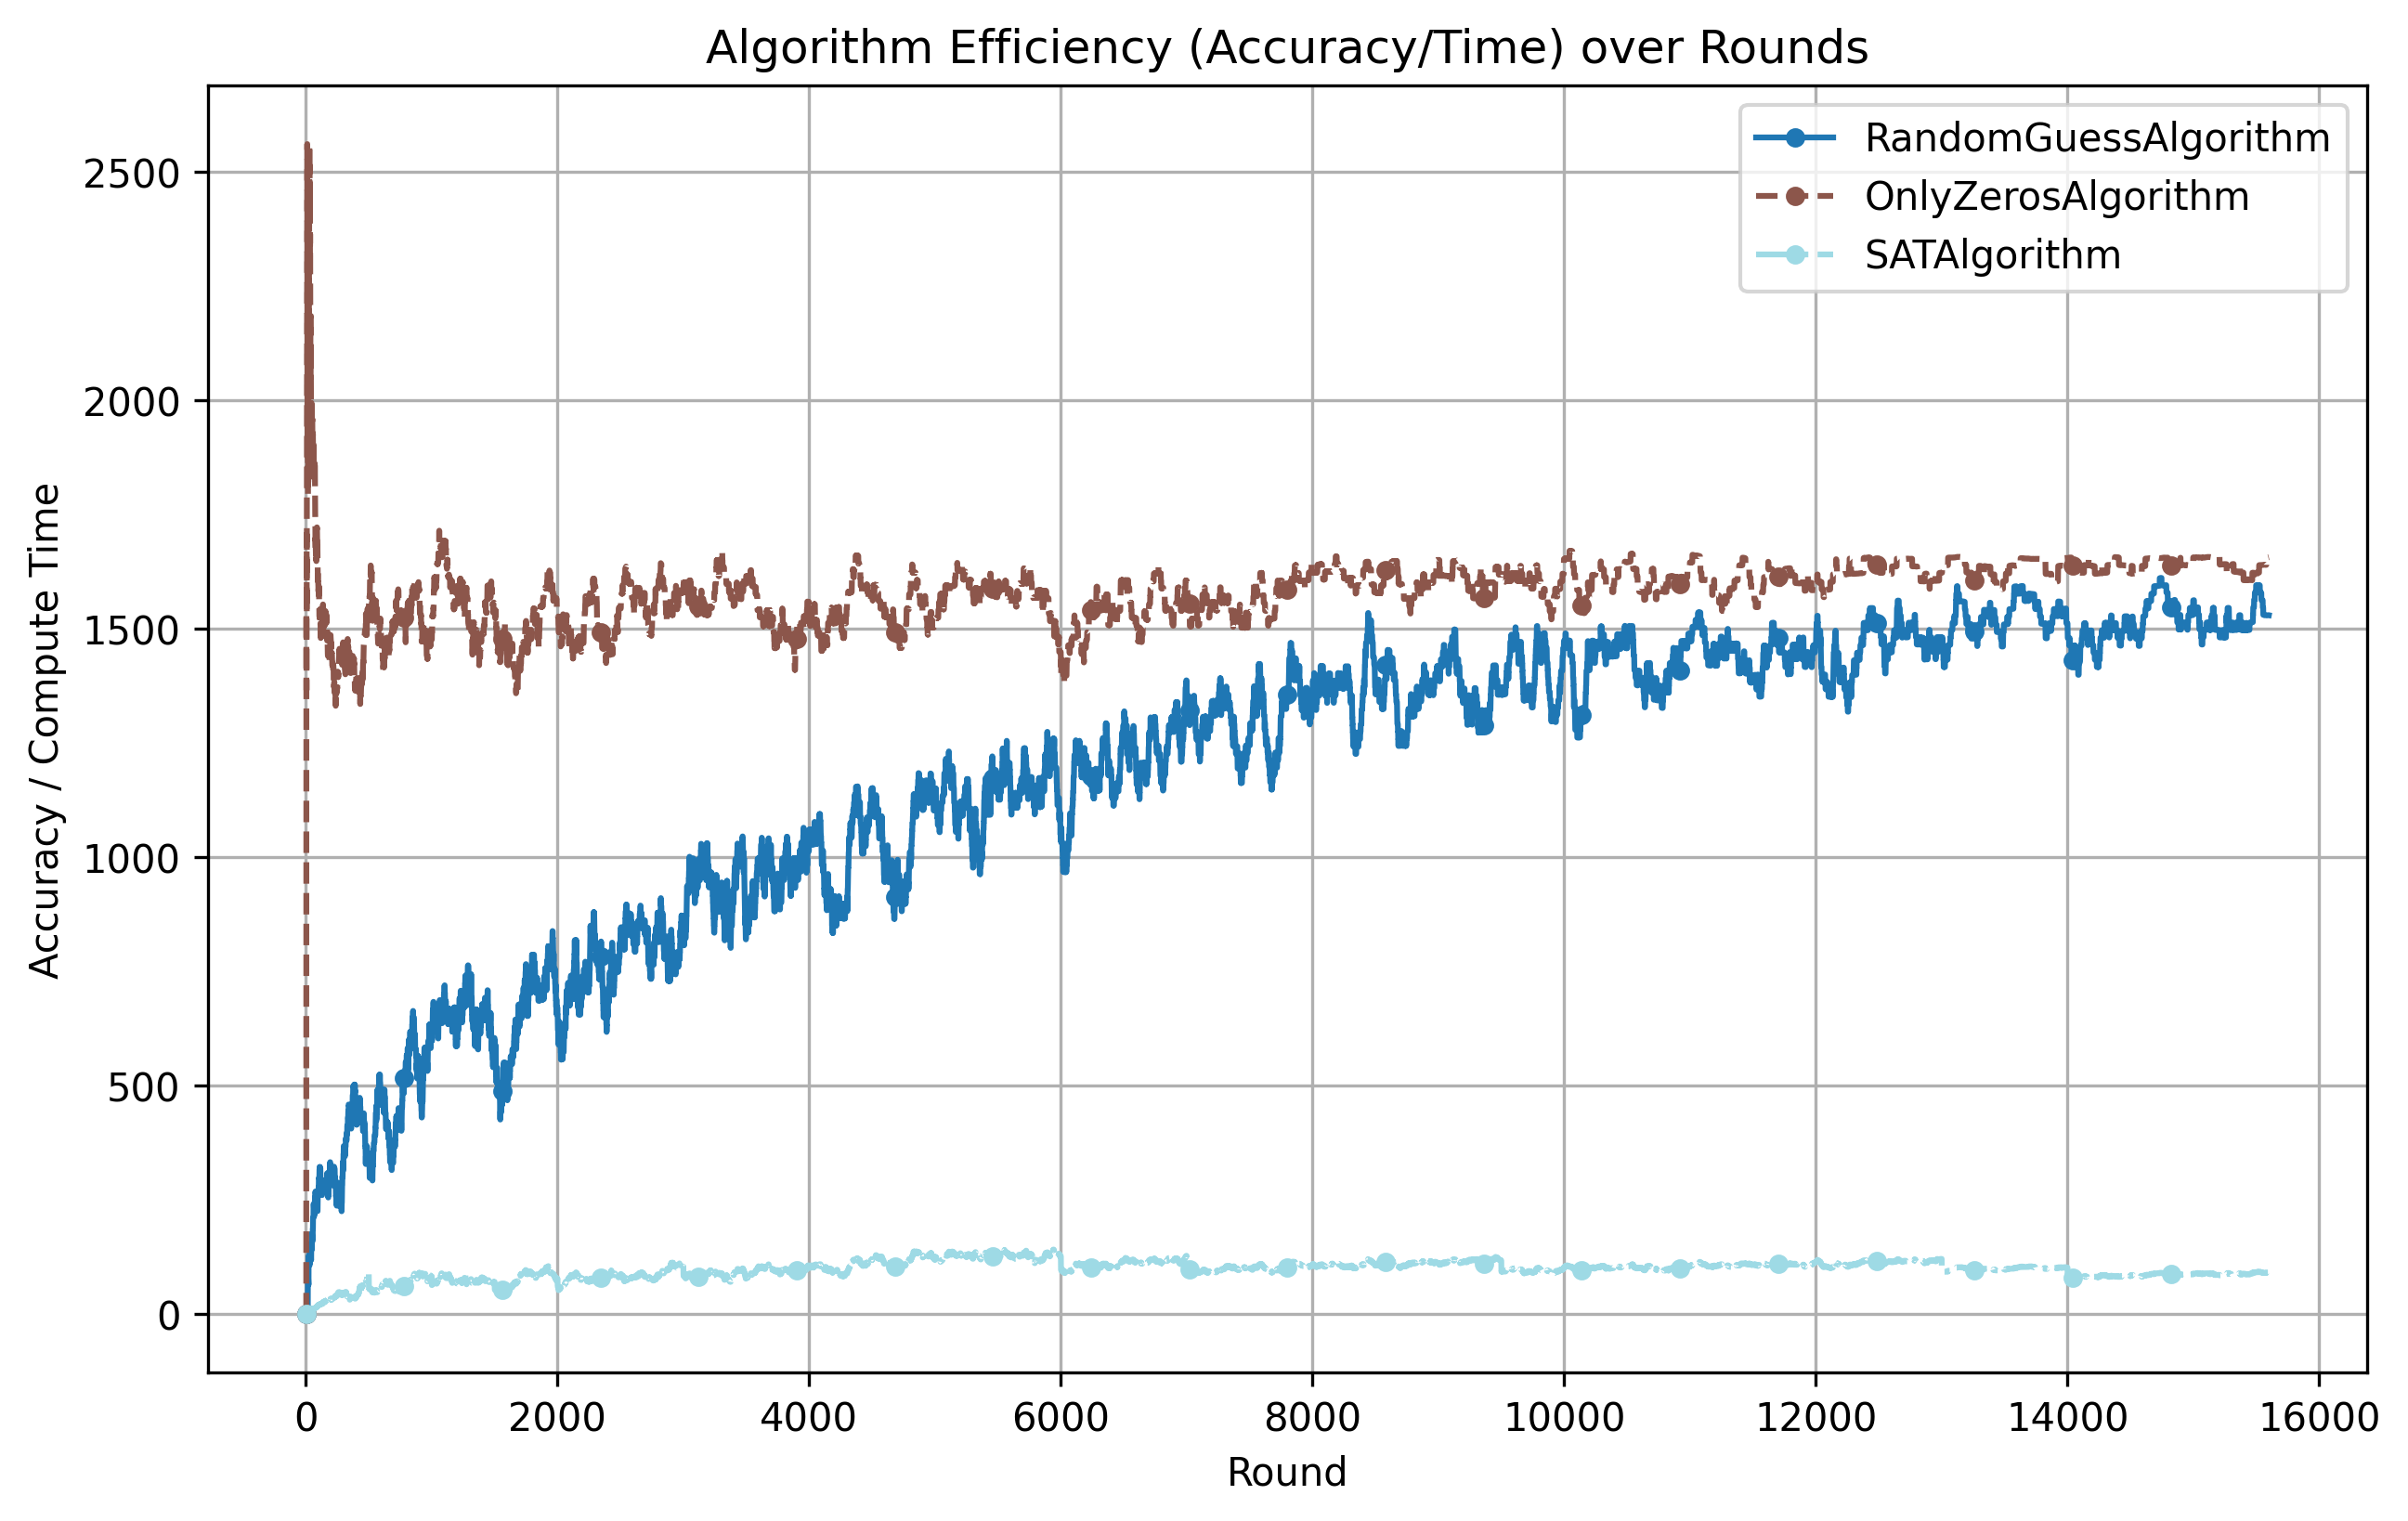 Algorithm Efficiency (Accuracy/Time) over Rounds
RandomGuessAlgorithm
OnlyZerosAlgorithm
SATAlgorithm
Accuracy / Compute Time
2500
2000
1500
1000
500
0
0 2000 4000 6000 8000 10000 12000 14000 16000
Round